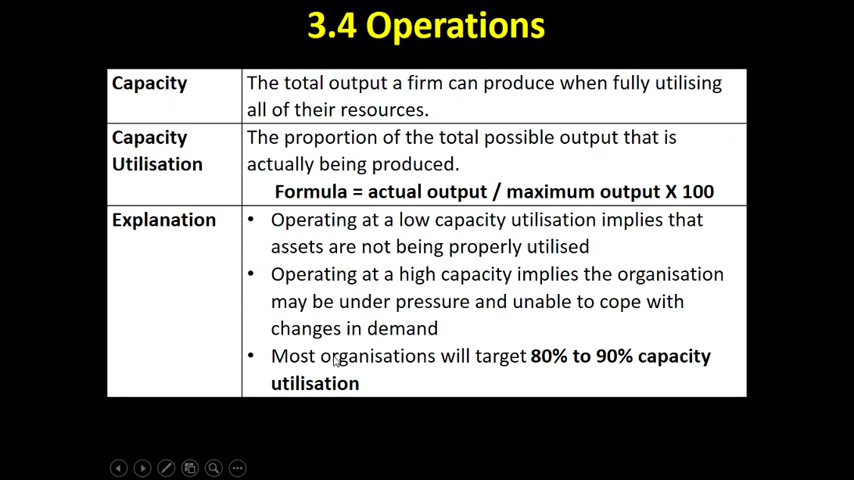 3.4 Operations
Capacity
The total output a firm can produce when fully utilising
all of their resources.
Capacity
Utilisation
The proportion of the total possible output that is
actually being produced.
Formula = actual output / maximum output X 100
Explanation
• Operating at a low capacity utilisation implies that
assets are not being properly utilised
• Operating at a high capacity implies the organisation
may be under pressure and unable to cope with
changes in demand
• Most organisations will target 80% to 90% capacity
utilisation